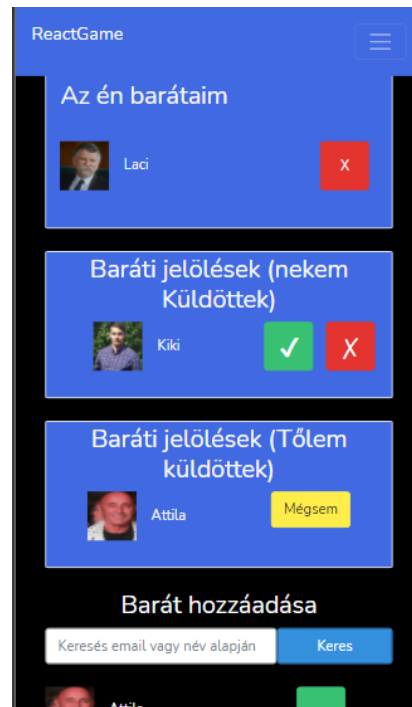 ReactGame
Az én barátaim
Laci
X
Baráti jelölések (nekem
Küldöttek)
Kiki
✓
X
Baráti jelölések (Tőlem
küldöttek)
Attila
Mégsem
Barát hozzáadása
Keresés email vagy név alapján
Keres
Attila